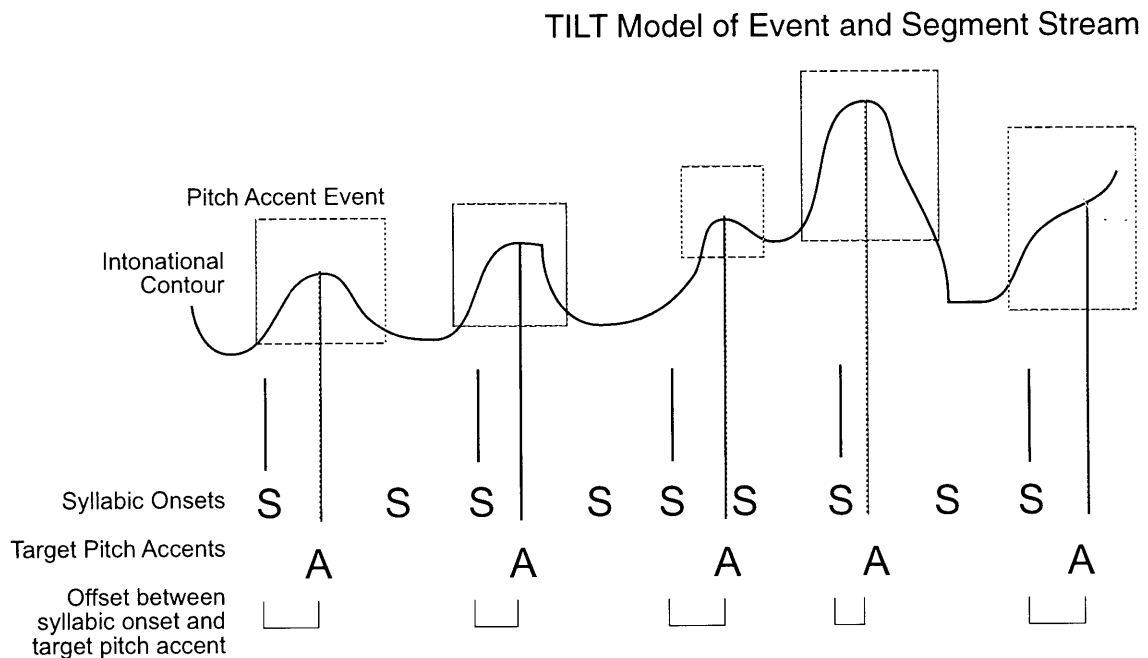 TILT Model of Event and Segment Stream
Pitch Accent Event
Intonational
Contour
Syllabic Onsets S S S S S S S S S
Target Pitch Accents A A A A A
Offset between
syllabic onset and
target pitch accent